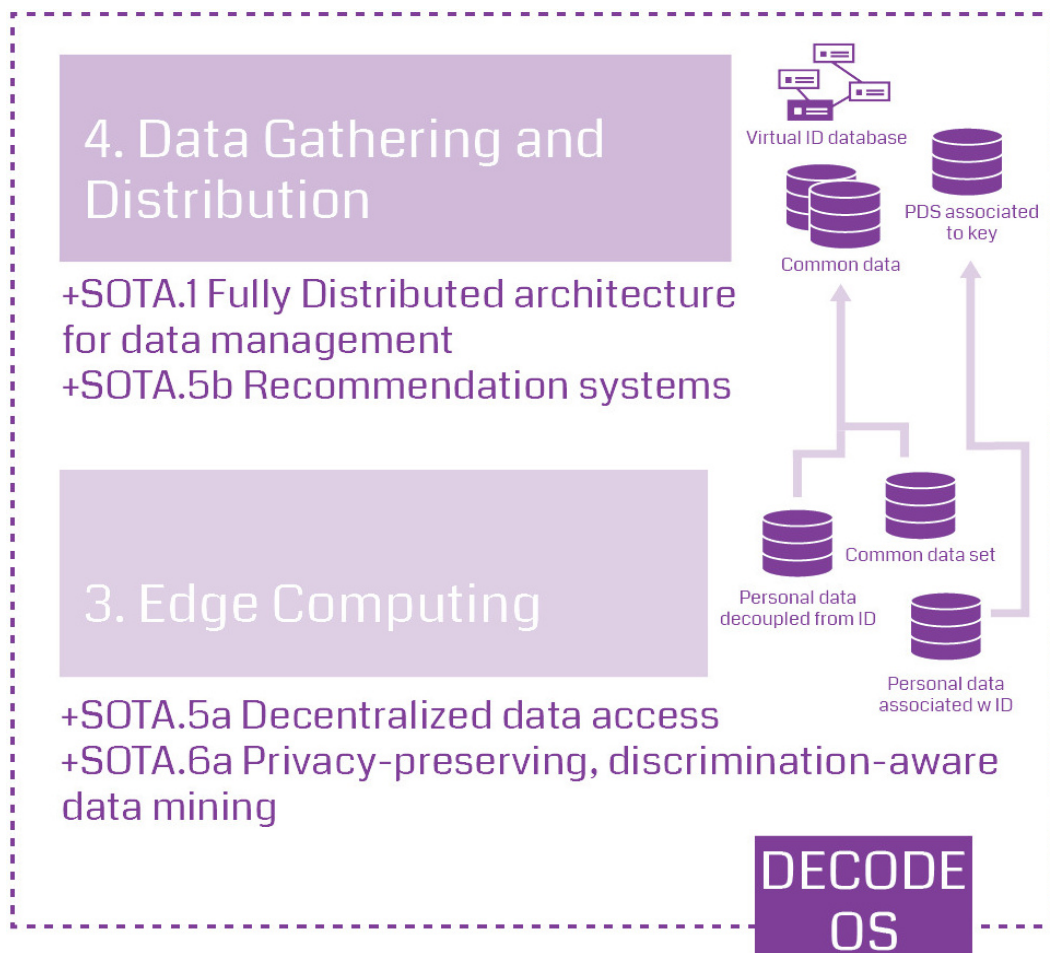 4. Data Gathering and
Distribution
Virtual ID database
PDS associated
to key
Common data
+SOTA.1 Fully Distributed architecture
for data management
+SOTA.5b Recommendation systems
3. Edge Computing
Common data set
Personal data
decoupled from ID
Personal data
associated w ID
+SOTA.5a Decentralized data access
+SOTA.6a Privacy-preserving, discrimination-aware
data mining
DECODE
OS